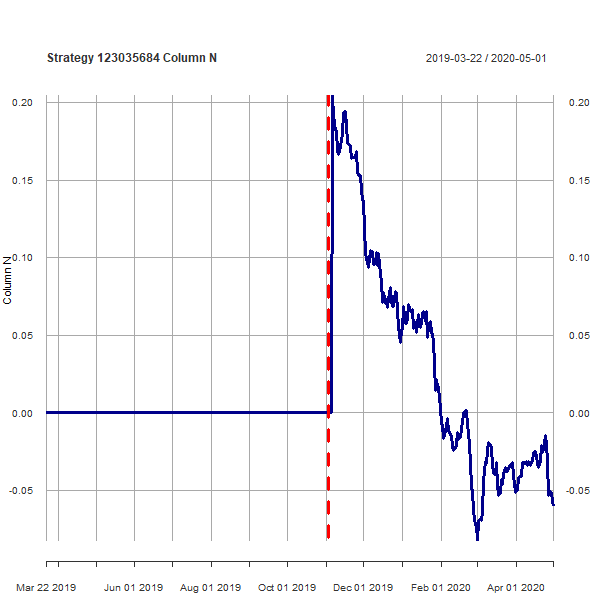 Strategy 123035684 Column N
2019-03-22 / 2020-05-01
0.20
0.15
0.10
0.05
0.00
-0.05
Column N
0.20
0.15
0.10
0.05
0.00
-0.05
Mar 22 2019
Jun 01 2019
Aug 01 2019
Oct 01 2019
Dec 01 2019
Feb 01 2020
Apr 01 2020